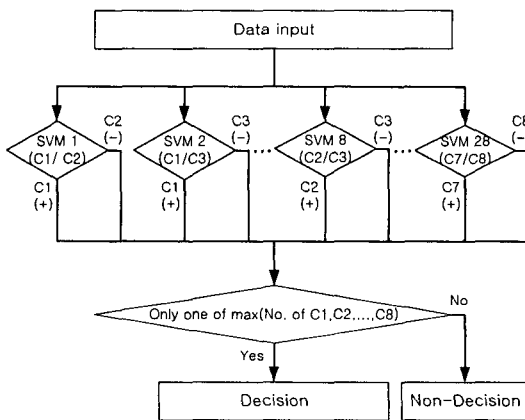 Data input
C2
(-)
SVM 1
(C1/ C2)
C1
(+)
C3
(-)
SVM 2
(C1/C3)
C1
(+)
C3
(-)
SVM 8
(C2/C3)
C2
(+)
C8
(-)
SVM 28
(C7/C8)
C7
(+)
Only one of max(No. of C1,C2,...,C8)
No
Yes
Decision
Non-Decision